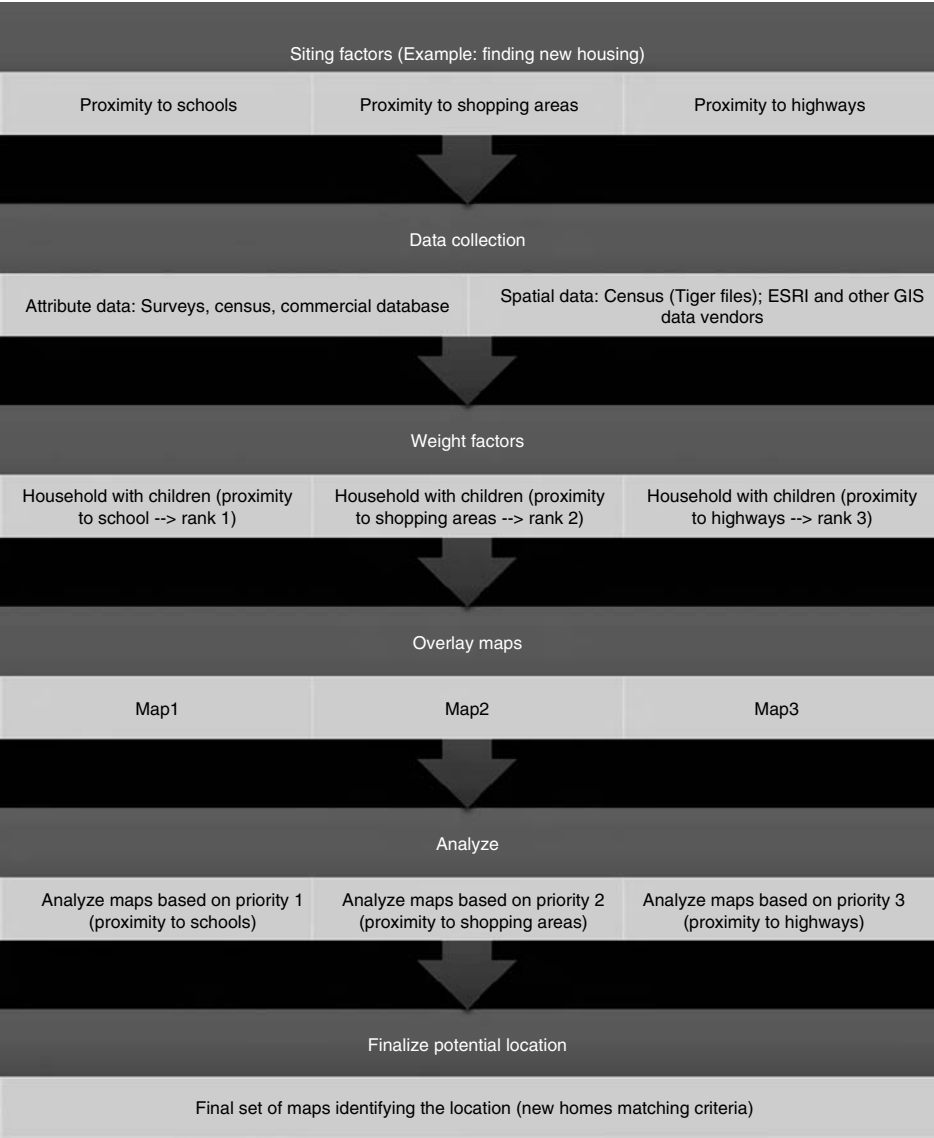 Siting factors (Example: finding new housing)
Proximity to schools
Proximity to shopping areas
Proximity to highways
Data collection
Attribute data: Surveys, census, commercial database
Spatial data: Census (Tiger files); ESRI and other GIS
data vendors
Weight factors
Household with children (proximity
to school --> rank 1)
Household with children (proximity
to shopping areas --> rank 2)
Household with children (proximity
to highways --> rank 3)
Overlay maps
Map1
Map2
Map3
Analyze
Analyze maps based on priority 1
(proximity to schools)
Analyze maps based on priority 2
(proximity to shopping areas)
Analyze maps based on priority 3
(proximity to highways)
Finalize potential location
Final set of maps identifying the location (new homes matching criteria)